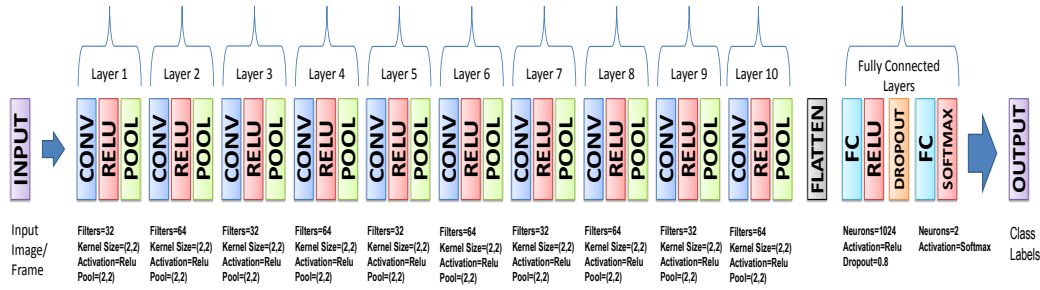 Layer 1
Layer 2
Layer 3
Layer 4
Layer 5
Layer 6
Layer 7
Layer 8
Layer 9
Layer 10
Fully Connected
Layers
INPUT
CONV
RELU
POOL
CONV
RELU
POOL
CONV
RELU
POOL
CONV
RELU
POOL
CONV
RELU
POOL
CONV
RELU
POOL
CONV
RELU
POOL
CONV
RELU
POOL
CONV
RELU
POOL
CONV
RELU
POOL
FLATTEN
FC
RELU
DROPOUT
FC
SOFTMAX
OUTPUT
Input
Image/
Frame
Filters=32
Kernel Size=(2,2)
Activation=Relu
Pool=(2,2)
Filters=64
Kernel Size=(2,2)
Activation=Relu
Pool=(2,2)
Filters=32
Kernel Size=(2,2)
Activation=Relu
Pool=(2,2)
Filters=64
Kernel Size=(2,2)
Activation=Relu
Pool=(2,2)
Filters=32
Kernel Size=(2,2)
Activation=Relu
Pool=(2,2)
Filters=64
Kernel Size=(2,2)
Activation=Relu
Pool=(2,2)
Filters=32
Kernel Size=(2,2)
Activation=Relu
Pool=(2,2)
Filters=64
Kernel Size=(2,2)
Activation=Relu
Pool=(2,2)
Filters=32
Kernel Size=(2,2)
Activation=Relu
Pool=(2,2)
Filters=64
Kernel Size=(2,2)
Activation=Relu
Pool=(2,2)
Neurons=1024
Activation=Relu
Dropout=0.8
Neurons=2
Activation=Softmax
Class
Labels